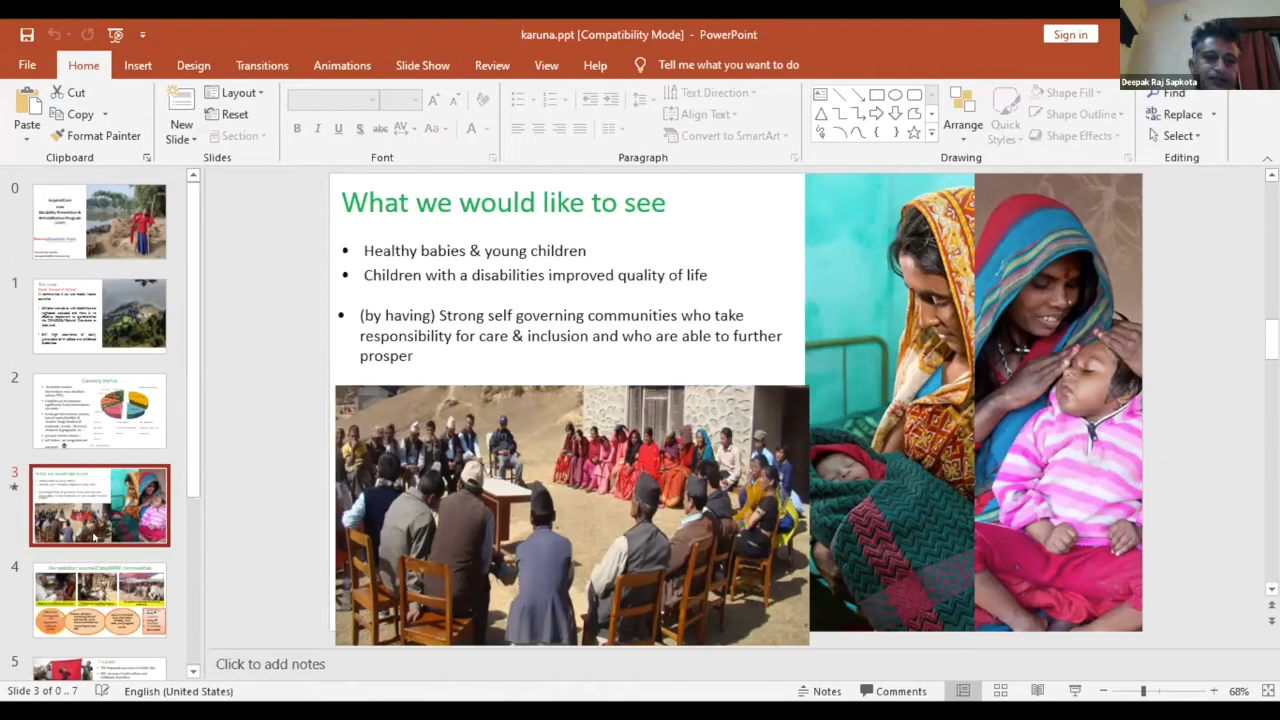 karuna.ppt [Compatibility Mode] - PowerPoint
Sign in
Deepak Raj Sapkota
File Home Insert Design Transitions Animations Slide Show Review View Help Tell me what you want to do
Paste
Cut
Copy
Format Painter
Clipboard
New
Slide
Layout
Reset
Section
Slides
Font
Text Direction
Align Text
Convert to SmartArt
Paragraph
Arrange
Quick
Styles
Shape Fill
Shape Outline
Shape Effects
Drawing
Find
Replace
Select
Editing
0
1
2
3
4
5
What we would like to see
• Healthy babies & young children
• Children with a disabilities improved quality of life
• (by having) Strong self governing communities who take
responsibility for care & inclusion and who are able to further
prosper
Click to add notes
Slide 3 of 0 .. 7
English (United States)
Notes
Comments
68%